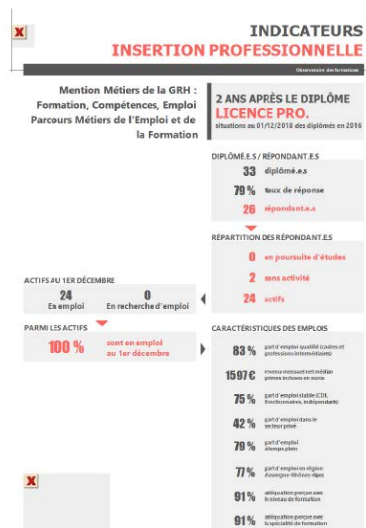 INDICATEURS
INSERTION PROFESSIONNELLE
Observatoire des formations
Mention Métiers de la GRH :
Formation, Compétences, Emploi
Parcours Métiers de l'Emploi et de
la Formation
2 ANS APRÈS LE DIPLÔME
LICENCE PRO.
situations au 01/12/2018 des diplômés en 2016
DIPLÔMÉ.E.S / RÉPONDANT.E.S
33 diplômé.e.s
79 % taux de réponse
26 répondant.e.s
RÉPARTITION DES RÉPONDANT.E.S
0 en poursuite d'études
2 sans activité
24 actifs
ACTIFS AU 1ER DÉCEMBRE
24
En emploi
0
En recherche d'emploi
PARMI LES ACTIFS
100 %
sont en emploi
au 1er décembre
CARACTÉRISTIQUES DES EMPLOIS
83 % part d'emploi qualifié (cadres et
professions intermédiaires)
1597 € revenu mensuel net médian
primes incluses en euros
75 % part d'emploi stable (CDI,
fonctionnaires, indépendants)
42 % part d'emploi dans le
secteur privé
79 % part d'emploi
à temps plein
77 % part d'emploi en région
Auvergne-Rhônes-Alpes
91 % adéquation perçue avec
le niveau de formation
91 % adéquation perçue avec
la spécialité de formation